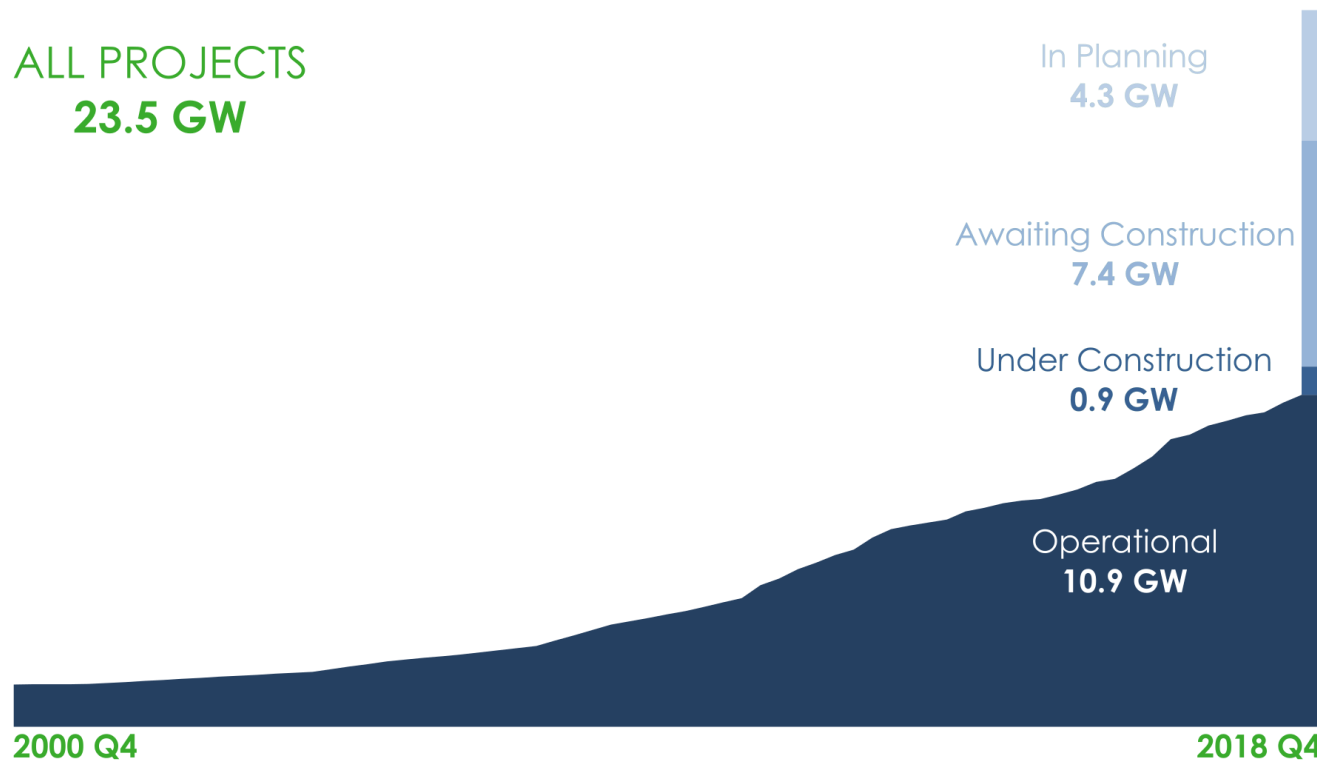 ALL PROJECTS
23.5 GW
In Planning
4.3 GW
Awaiting Construction
7.4 GW
Under Construction
0.9 GW
Operational
10.9 GW
2000 Q4
2018 Q4